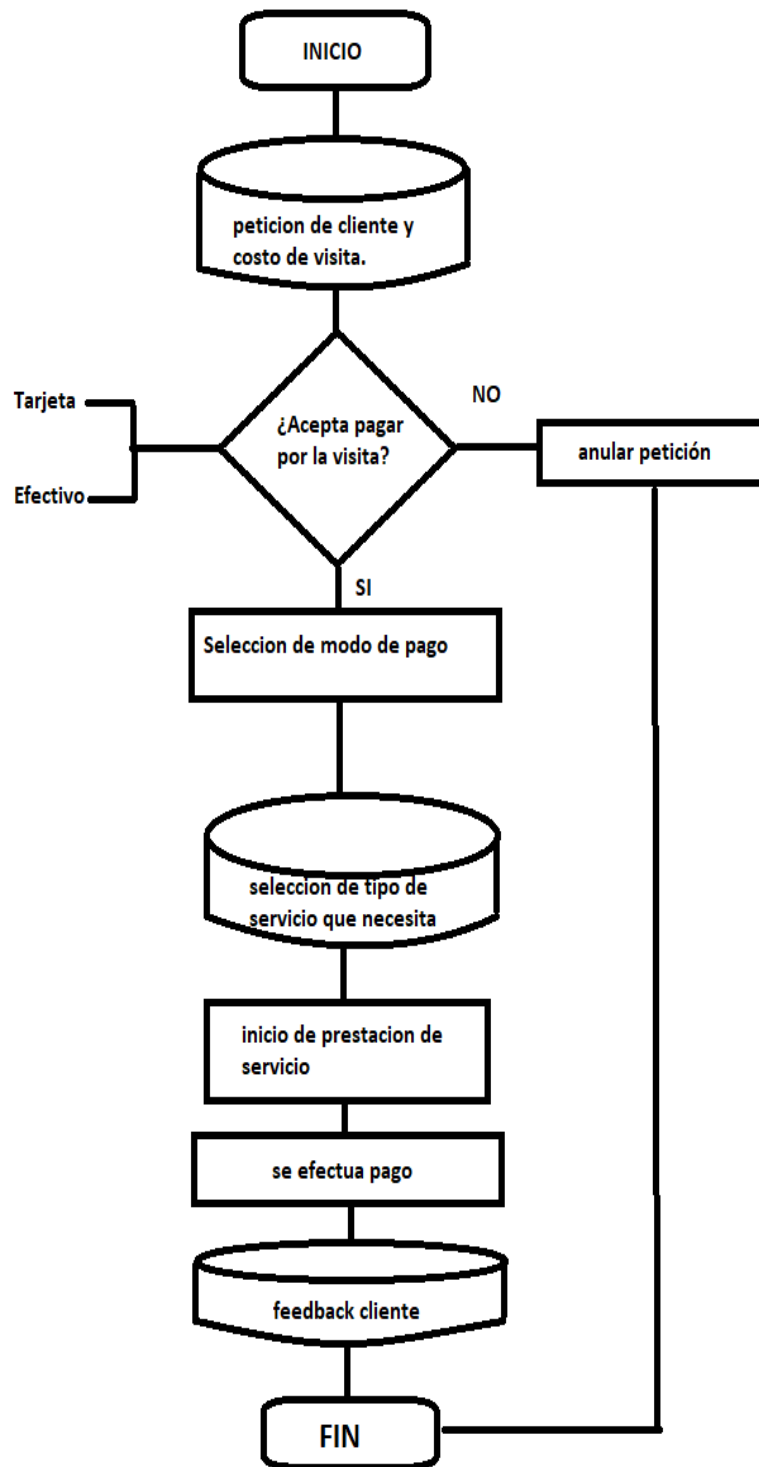 INICIO
peticion de cliente y
costo de visita.
¿Acepta pagar
por la visita?
Tarjeta
Efectivo
NO
anular petición
SI
Seleccion de modo de pago
seleccion de tipo de
servicio que necesita
inicio de prestacion de
servicio
se efectua pago
feedback cliente
FIN